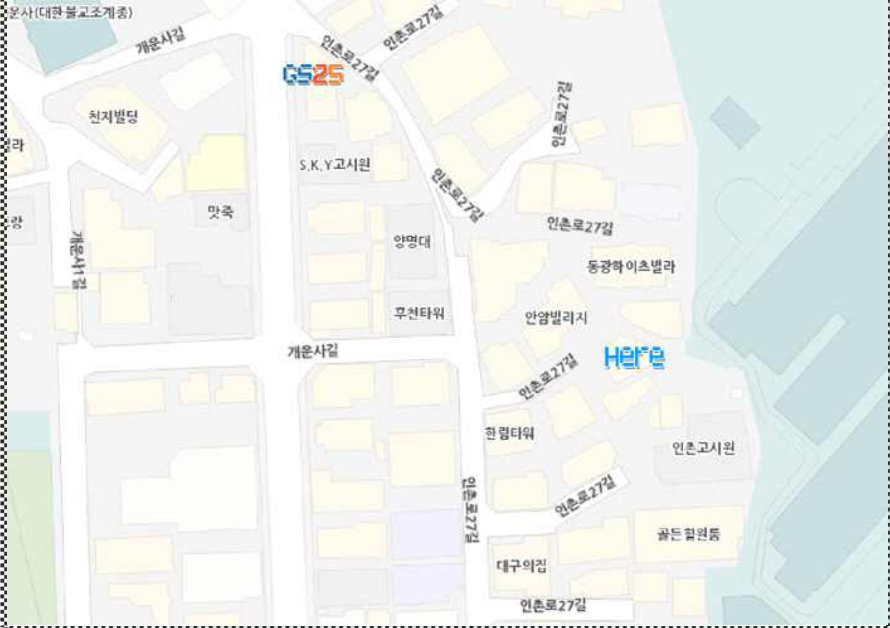 운사(대한불교조계종)
개운사길
인촌로27길
인촌로27길
GS25
천지빌딩
인촌로27길
라
S.K.Y고시원
인촌로27길
맛죽
랑
인촌로27길
양명대
개운사1길
동광하이츠별라
후천타워
안암빌리지
개운사길
Here
인촌로27길
한렴타워
인촌고시원
인촌로27길
인촌로27길
골든힐원룸
대구의집
인촌로27길